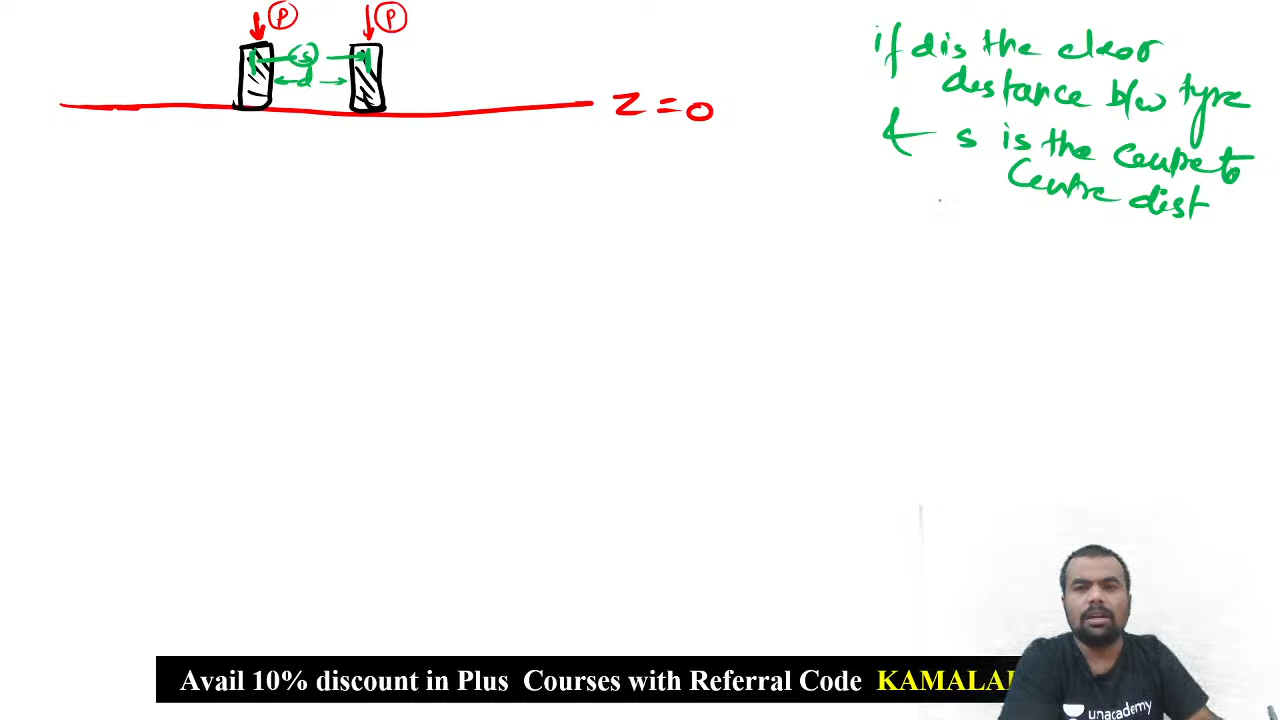 P P
s
d
Z = 0
if d is the clear
distance b/w tyre
& s is the centre to
Centre dist
Avail 10% discount in Plus Courses with Referral Code KAMALA
unacademy